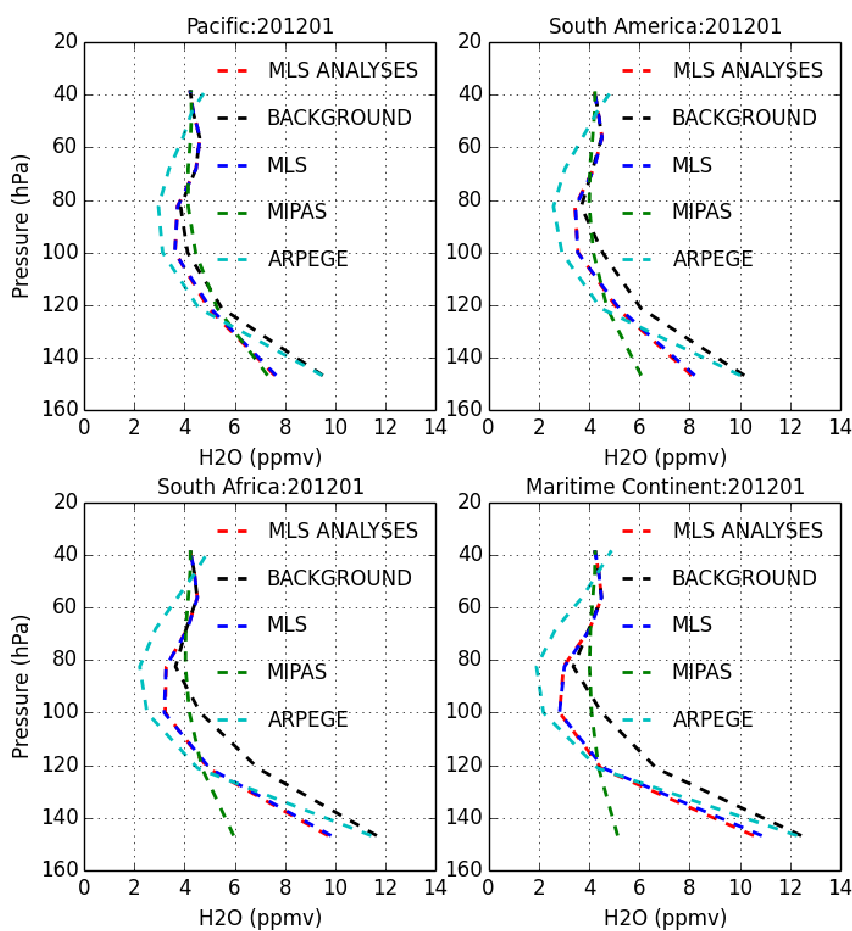 Pacific:201201
20
40
60
80
100
120
140
160
Pressure (hPa)
MLS ANALYSES
BACKGROUND
MLS
MIPAS
ARPEGE
0 2 4 6 8 10 12 14
H2O (ppmv)
South America:201201
20
40
60
80
100
120
140
160
MLS ANALYSES
BACKGROUND
MLS
MIPAS
ARPEGE
0 2 4 6 8 10 12 14
H2O (ppmv)
South Africa:201201
20
40
60
80
100
120
140
160
Pressure (hPa)
MLS ANALYSES
BACKGROUND
MLS
MIPAS
ARPEGE
0 2 4 6 8 10 12 14
H2O (ppmv)
Maritime Continent:201201
20
40
60
80
100
120
140
160
MLS ANALYSES
BACKGROUND
MLS
MIPAS
ARPEGE
0 2 4 6 8 10 12 14
H2O (ppmv)